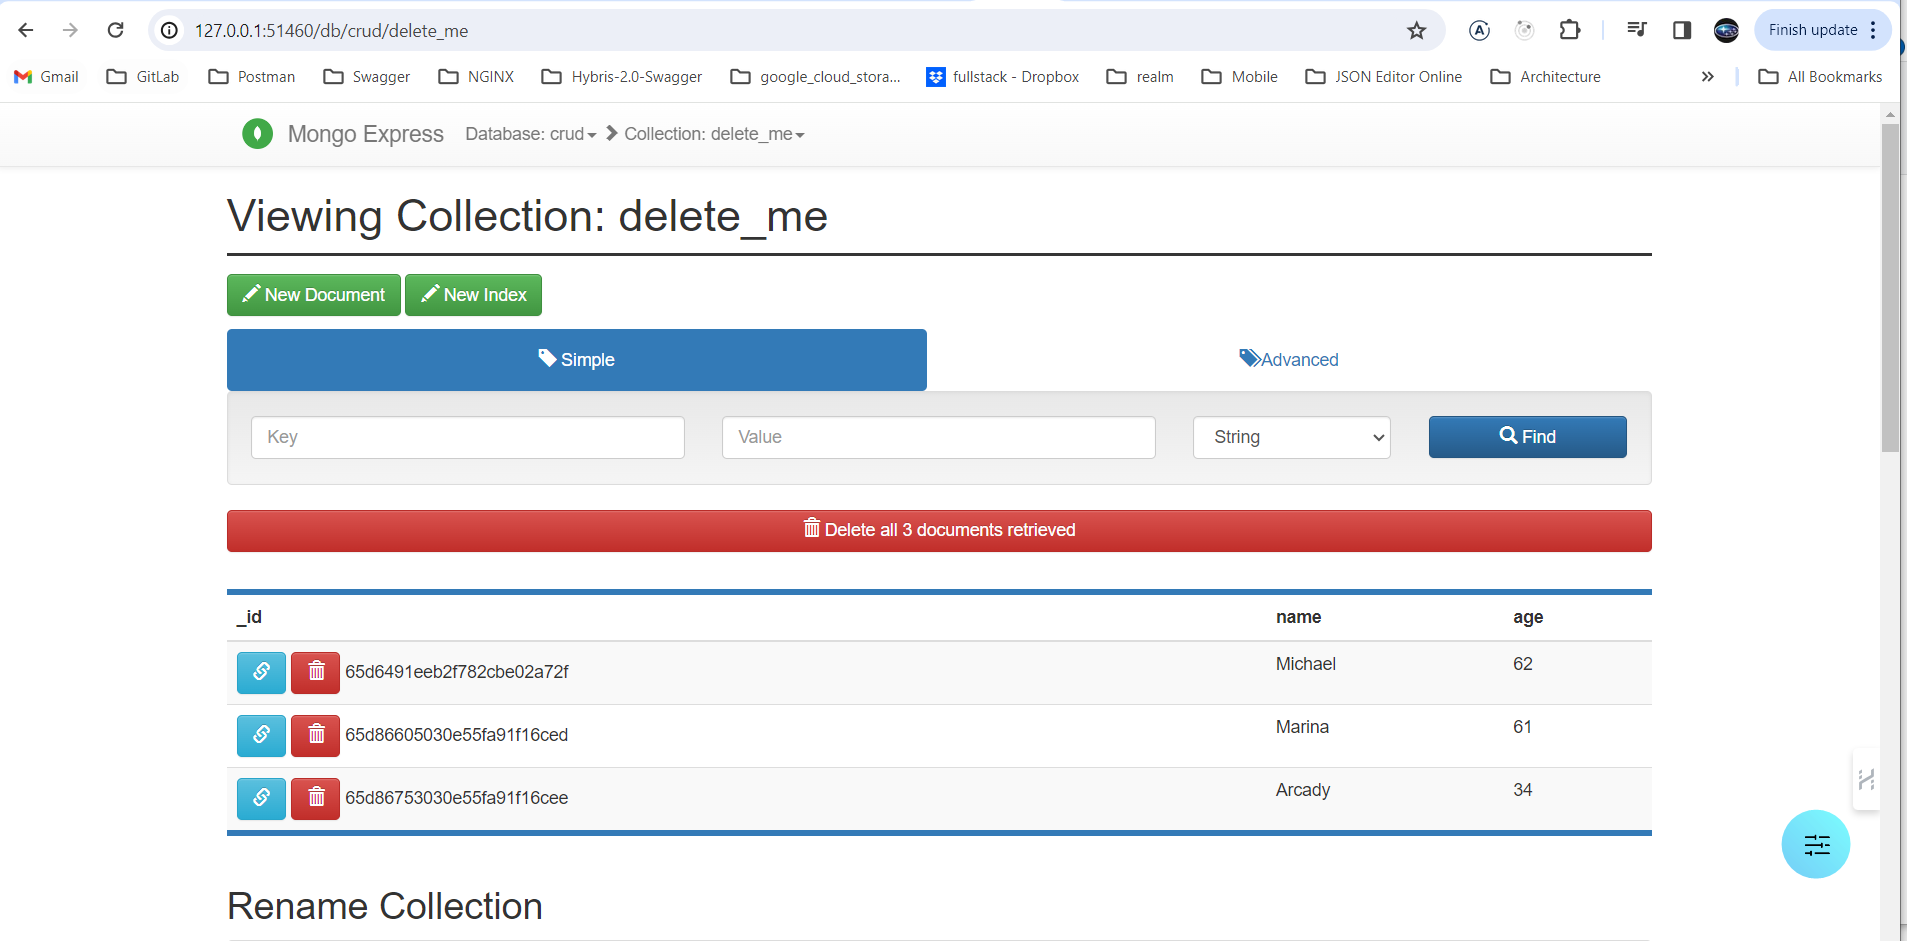 127.0.0.1:51460/db/crud/delete_me
Finish update
Gmail GitLab Postman Swagger NGINX Hybris-2.0-Swagger google_cloud_stora... fullstack - Dropbox realm Mobile JSON Editor Online Architecture » All Bookmarks
Mongo Express Database: crud Collection: delete_me
Viewing Collection: delete_me
New Document New Index
Simple Advanced
Key Value String Find
Delete all 3 documents retrieved
_id name age
65d6491eeb2f782cbe02a72f Michael 62
65d86605030e55fa91f16ced Marina 61
65d86753030e55fa91f16cee Arcady 34
Rename Collection